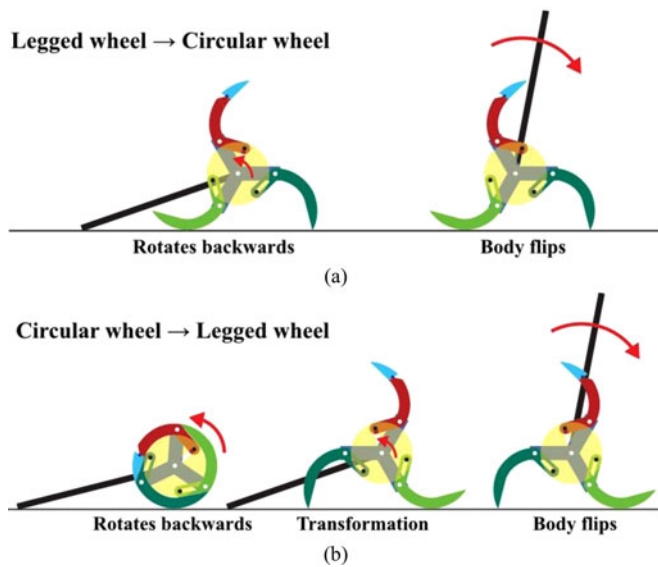 Legged wheel → Circular wheel
Rotates backwards
Body flips
(a)
Circular wheel → Legged wheel
Rotates backwards
Transformation
Body flips
(b)